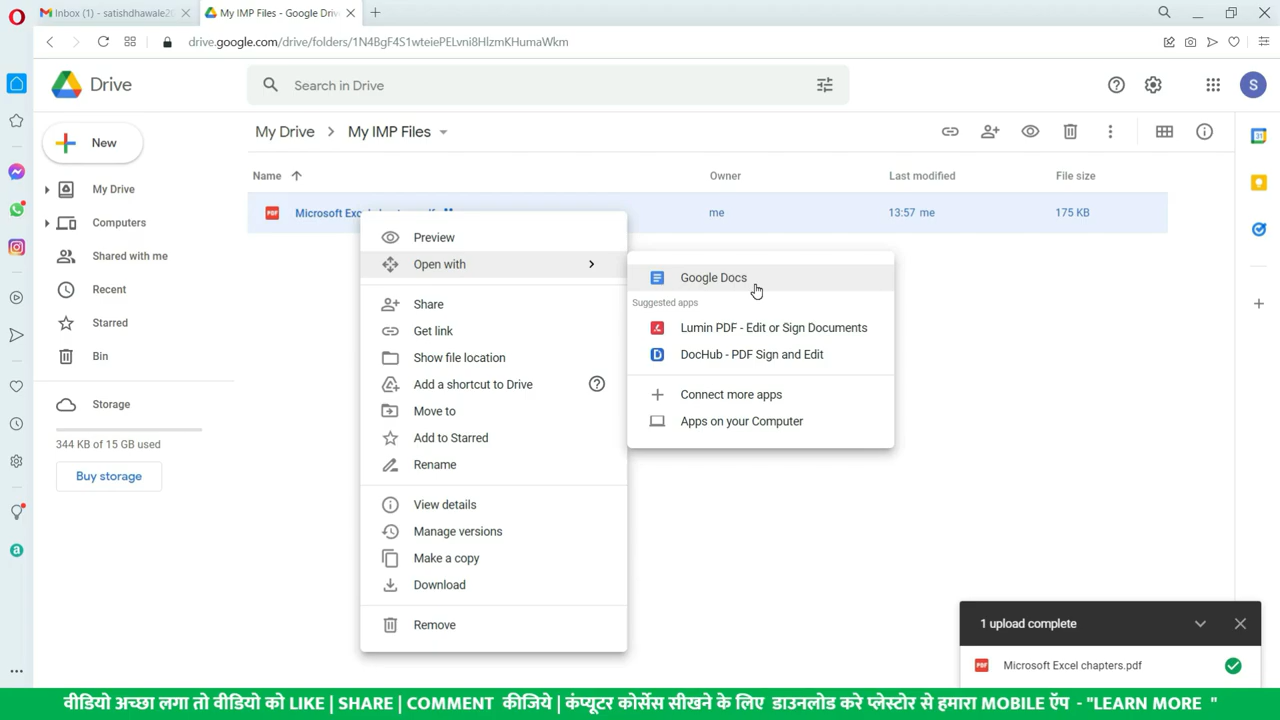 Inbox (1) - satishdhawale2
My IMP Files - Google Driv
drive.google.com/drive/folders/1N4BgF4S1wteiePELvni8HlzmKHumaWkm
Drive
Search in Drive
S
New
My Drive
Computers
Shared with me
Recent
Starred
Bin
Storage
344 KB of 15 GB used
Buy storage
My Drive > My IMP Files
Name
Owner
Last modified
File size
PDF
Microsoft Exc
me
13:57 me
175 KB
Preview
Open with
Share
Get link
Show file location
Add a shortcut to Drive
Move to
Add to Starred
Rename
View details
Manage versions
Make a copy
Download
Remove
Google Docs
Suggested apps
Lumin PDF - Edit or Sign Documents
DocHub - PDF Sign and Edit
Connect more apps
Apps on your Computer
1 upload complete
PDF
Microsoft Excel chapters.pdf
वीडियो अच्छा लगा तो वीडियो को LIKE | SHARE | COMMENT कीजिये | कंप्यूटर कोर्सेस सीखने के लिए डाउनलोड करे प्लेस्टोर से हमारा MOBILE ऍप - "LEARN MORE "